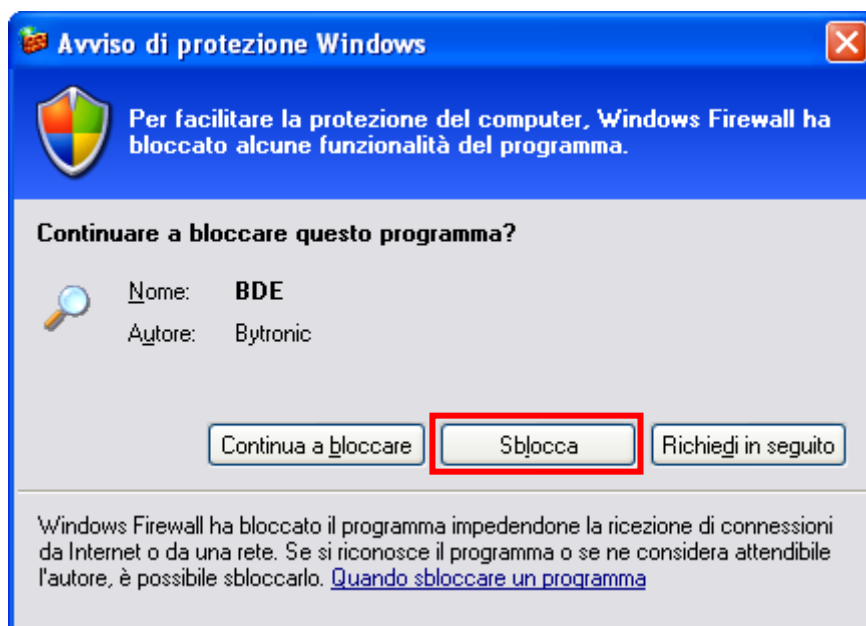 Avviso di protezione Windows
Per facilitare la protezione del computer, Windows Firewall ha
bloccato alcune funzionalità del programma.
Continuare a bloccare questo programma?
Nome: BDE
Autore: Bytronic
Continua a bloccare Sblocca Richiedi in seguito
Windows Firewall ha bloccato il programma impedendone la ricezione di connessioni
da Internet o da una rete. Se si riconosce il programma o se ne considera attendibile
l'autore, è possibile sbloccarlo. Quando sbloccare un programma